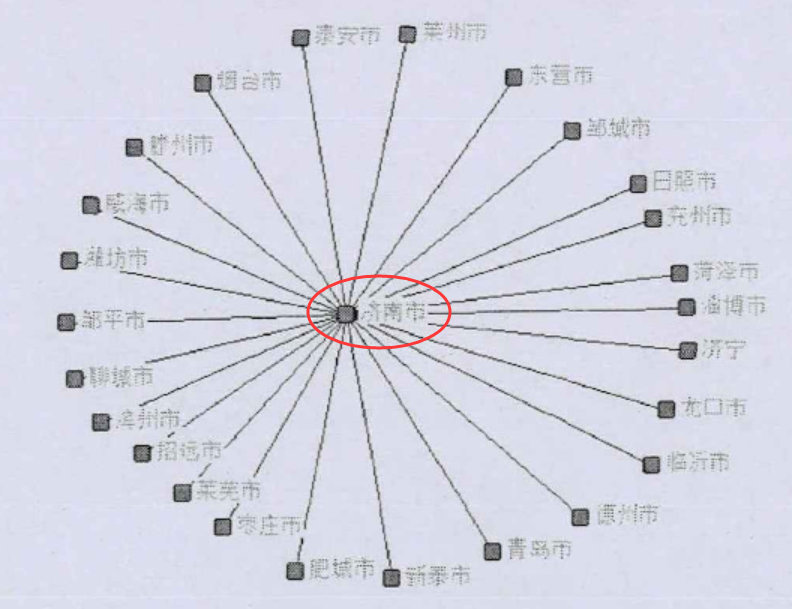 泰安市
莱州市
烟台市
东营市
邹城市
滕州市
日照市
威海市
兖州市
潍坊市
菏泽市
淄博市
济南市
邹平市
济宁
聊城市
龙口市
滨州市
招远市
临沂市
莱芜市
德州市
枣庄市
青岛市
肥城市
新泰市